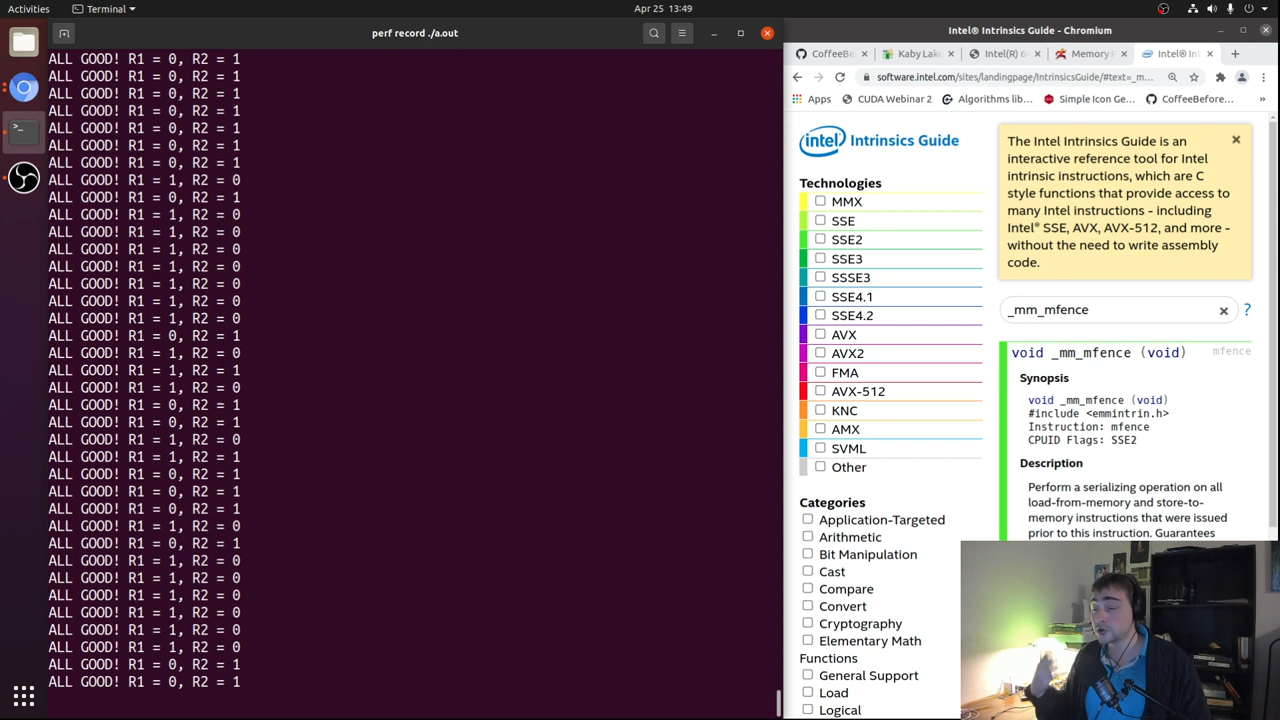 Activities
Terminal
Apr 25 13:49
perf record ./a.out
ALL GOOD! R1 = 0, R2 = 1
ALL GOOD! R1 = 0, R2 = 1
ALL GOOD! R1 = 0, R2 = 1
ALL GOOD! R1 = 0, R2 = 1
ALL GOOD! R1 = 0, R2 = 1
ALL GOOD! R1 = 0, R2 = 1
ALL GOOD! R1 = 0, R2 = 1
ALL GOOD! R1 = 1, R2 = 0
ALL GOOD! R1 = 0, R2 = 1
ALL GOOD! R1 = 1, R2 = 0
ALL GOOD! R1 = 1, R2 = 0
ALL GOOD! R1 = 1, R2 = 0
ALL GOOD! R1 = 1, R2 = 0
ALL GOOD! R1 = 1, R2 = 0
ALL GOOD! R1 = 1, R2 = 0
ALL GOOD! R1 = 1, R2 = 0
ALL GOOD! R1 = 0, R2 = 1
ALL GOOD! R1 = 1, R2 = 0
ALL GOOD! R1 = 1, R2 = 1
ALL GOOD! R1 = 1, R2 = 0
ALL GOOD! R1 = 0, R2 = 1
ALL GOOD! R1 = 0, R2 = 1
ALL GOOD! R1 = 1, R2 = 0
ALL GOOD! R1 = 1, R2 = 1
ALL GOOD! R1 = 0, R2 = 1
ALL GOOD! R1 = 0, R2 = 1
ALL GOOD! R1 = 0, R2 = 1
ALL GOOD! R1 = 1, R2 = 0
ALL GOOD! R1 = 0, R2 = 1
ALL GOOD! R1 = 1, R2 = 0
ALL GOOD! R1 = 1, R2 = 0
ALL GOOD! R1 = 1, R2 = 0
ALL GOOD! R1 = 1, R2 = 0
ALL GOOD! R1 = 1, R2 = 0
ALL GOOD! R1 = 1, R2 = 0
ALL GOOD! R1 = 0, R2 = 1
ALL GOOD! R1 = 0, R2 = 1
Intel® Intrinsics Guide - Chromium
CoffeeBe
Kaby Lake
Intel(R) 6
Memory F
Intel® Int
software.intel.com/sites/landingpage/IntrinsicsGuide/#text=_m...
Apps
CUDA Webinar 2
Algorithms lib...
Simple Icon Ge...
CoffeeBefore...
»
intel Intrinsics Guide
The Intel Intrinsics Guide is an
interactive reference tool for Intel
intrinsic instructions, which are C
style functions that provide access to
many Intel instructions - including
Intel® SSE, AVX, AVX-512, and more -
without the need to write assembly
code.
Technologies
MMX
SSE
SSE2
SSE3
SSSE3
SSE4.1
SSE4.2
AVX
AVX2
FMA
AVX-512
KNC
AMX
SVML
Other
Categories
Application-Targeted
Arithmetic
Bit Manipulation
Cast
Compare
Convert
Cryptography
Elementary Math
Functions
General Support
Load
Logical
_mm_mfence
?
void _mm_mfence (void)
mfence
Synopsis
void _mm_mfence (void)
#include <emmintrin.h>
Instruction: mfence
CPUID Flags: SSE2
Description
Perform a serializing operation on all
load-from-memory and store-to-
memory instructions that were issued
prior to this instruction. Guarantees